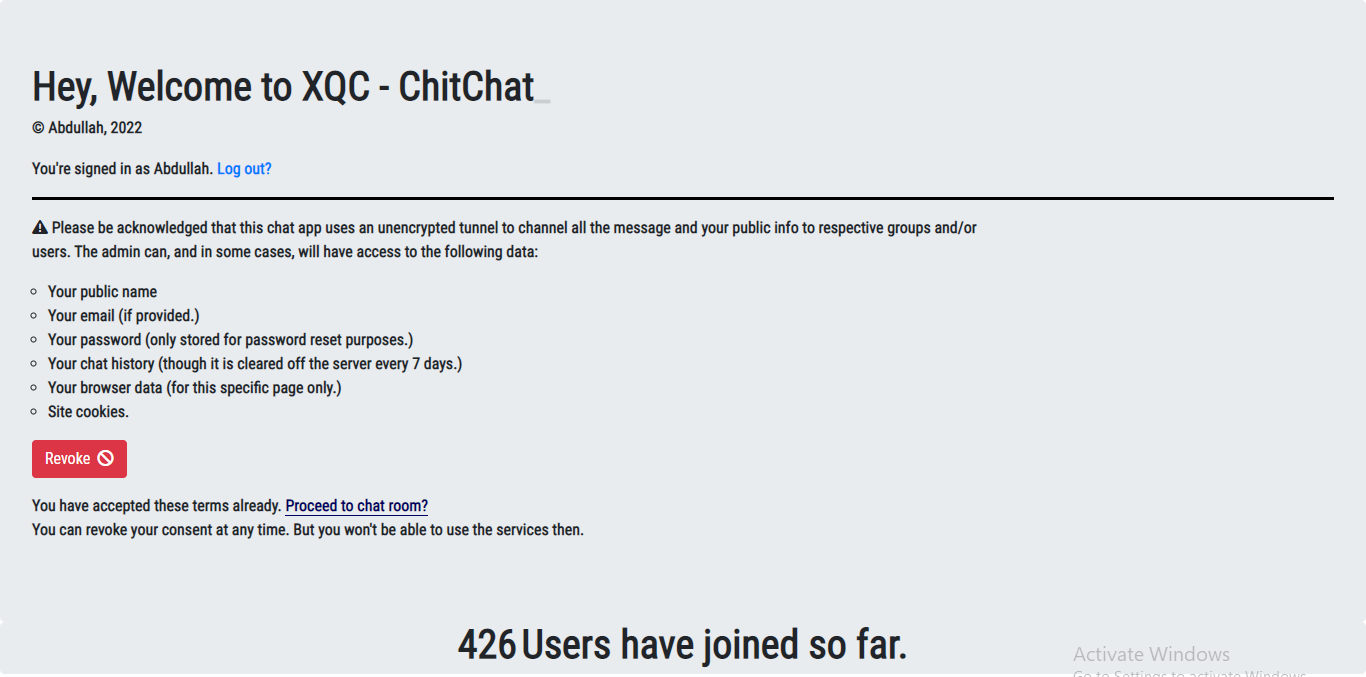 Hey, Welcome to XQC - ChitChat_
© Abdullah, 2022
You're signed in as Abdullah. Log out?
Please be acknowledged that this chat app uses an unencrypted tunnel to channel all the message and your public info to respective groups and/or
users. The admin can, and in some cases, will have access to the following data:
Your public name
Your email (if provided.)
Your password (only stored for password reset purposes.)
Your chat history (though it is cleared off the server every 7 days.)
Your browser data (for this specific page only.)
Site cookies.
Revoke
You have accepted these terms already. Proceed to chat room?
You can revoke your consent at any time. But you won't be able to use the services then.
426 Users have joined so far.
Activate Windows
Go to Settings to activate Windows.